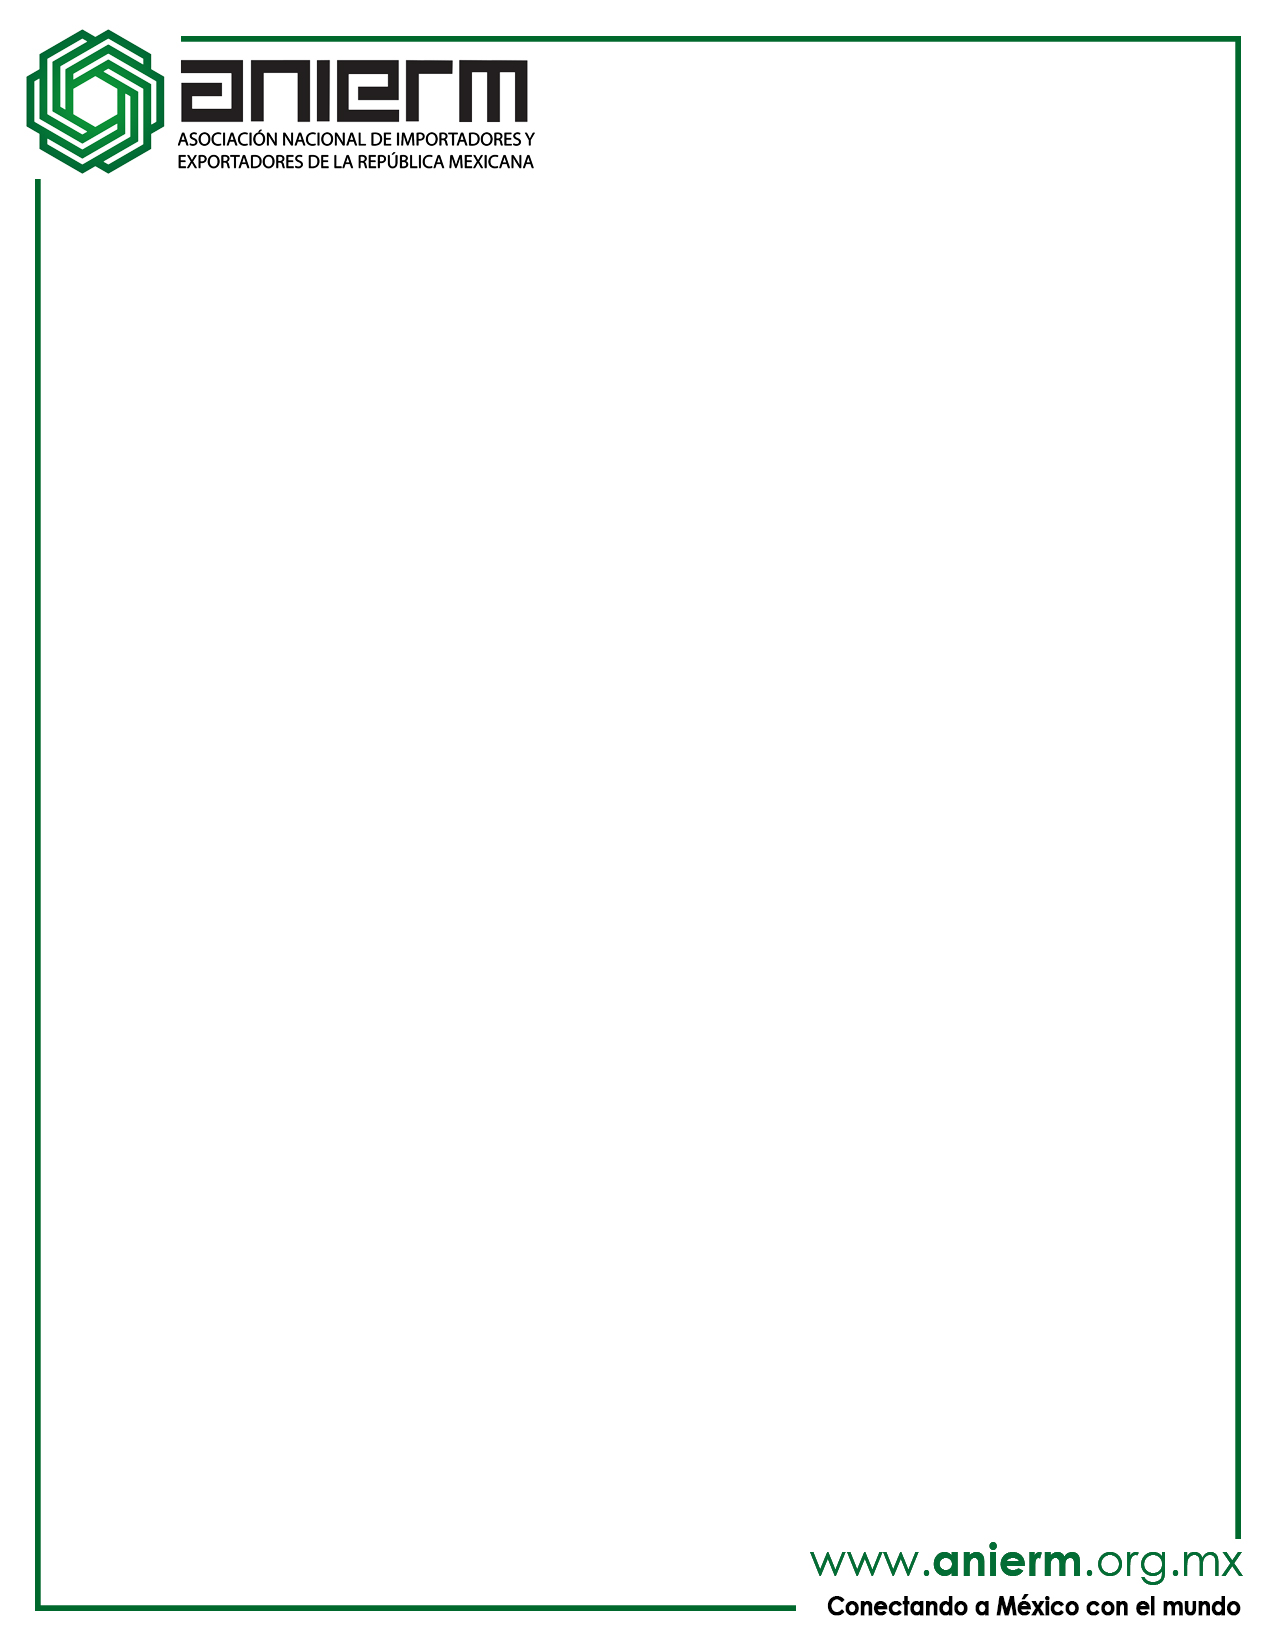 anierm
ASOCIACIÓN NACIONAL DE IMPORTADORES Y
EXPORTADORES DE LA REPÚBLICA MEXICANA
www.anierm.org.mx
Conectando a México con el mundo